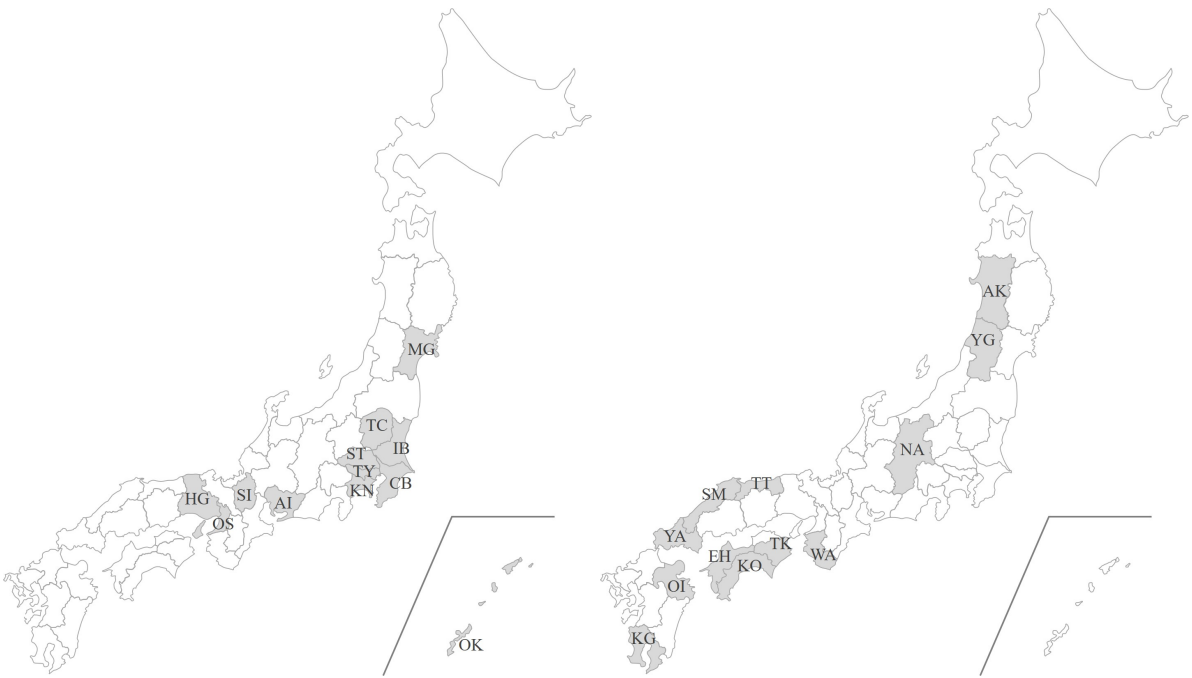 MG
TC
IB
ST
TY
CB
KN
HG
SI
AI
OS
OK
AK
YG
NA
TT
SM
YA
TK
EH
WA
KO
OI
KG